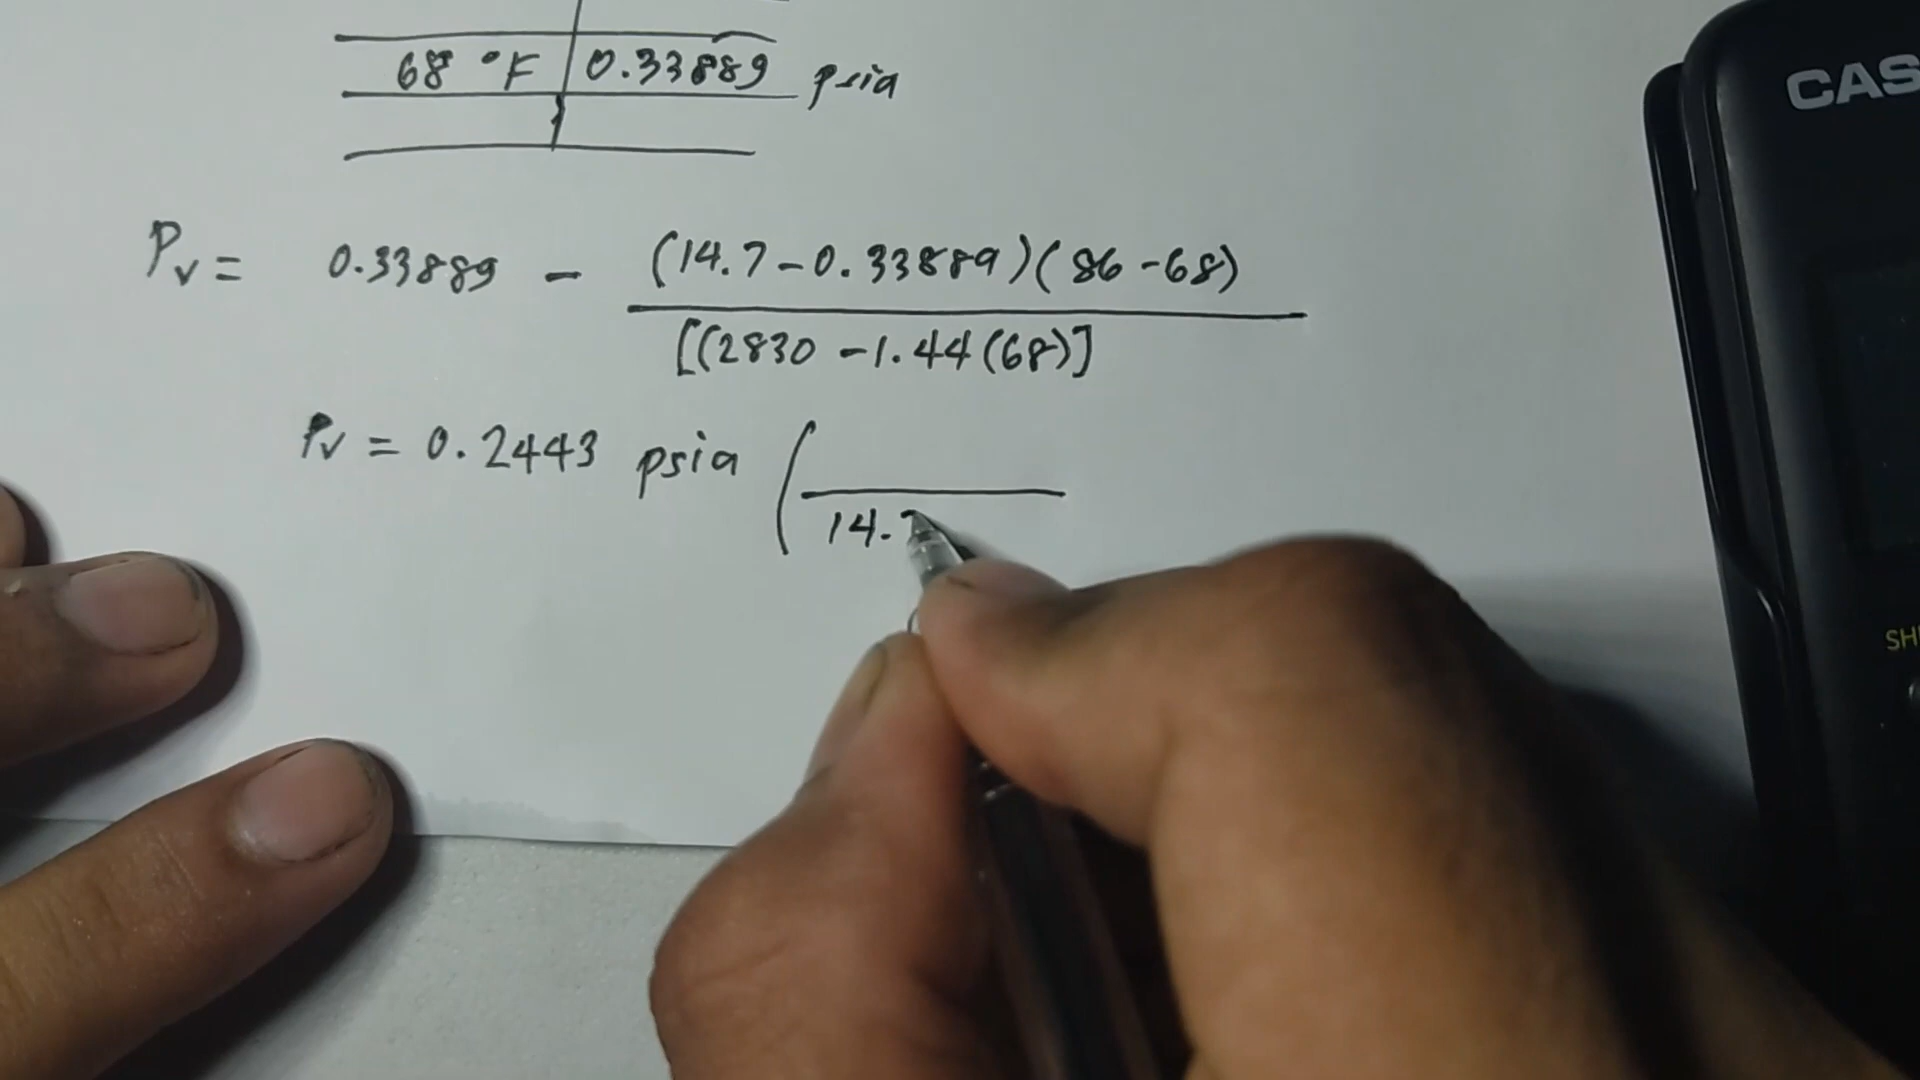 68 °F 0.33889 psia
Pv = 0.33889 - (14.7-0.33889)(86-68)
[(2830 -1.44(68)]
Pv = 0.2443 psia (
14.7
CAS
SH